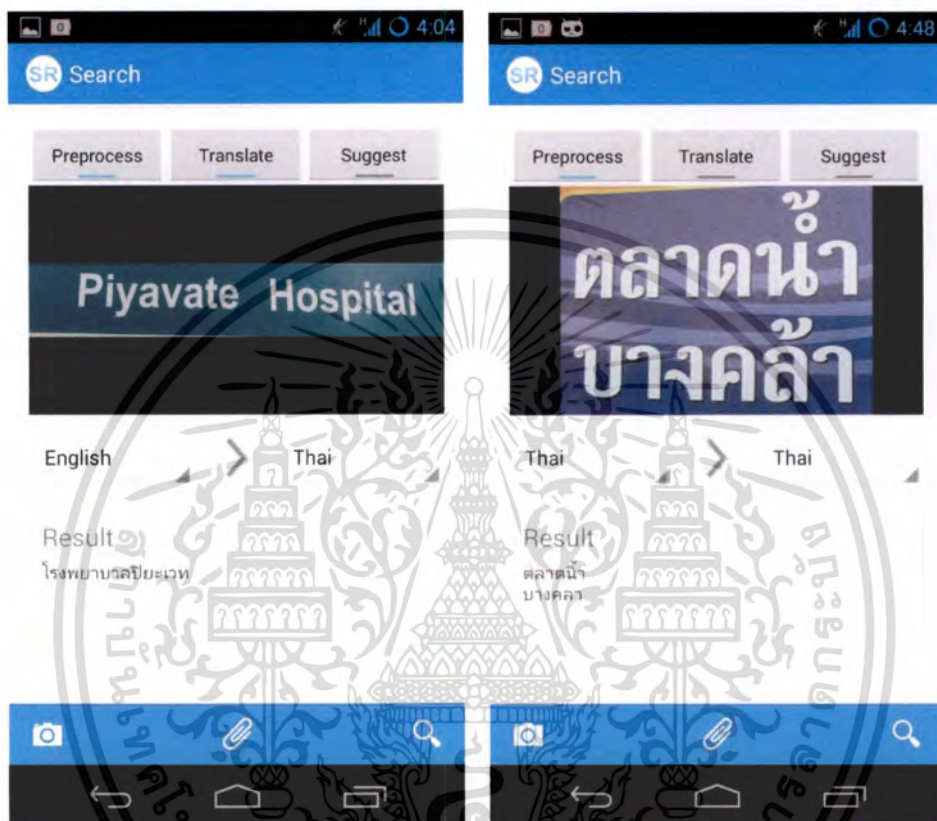 4:04
SR Search
Preprocess Translate Suggest
Piyavate Hospital
English Thai
Result
โรงพยาบาลปิยะเวท
4:48
SR Search
Preprocess Translate Suggest
ตลาดน้ำ
บางคล้า
Thai Thai
Result
ตลาตน้ำ
บางคลา